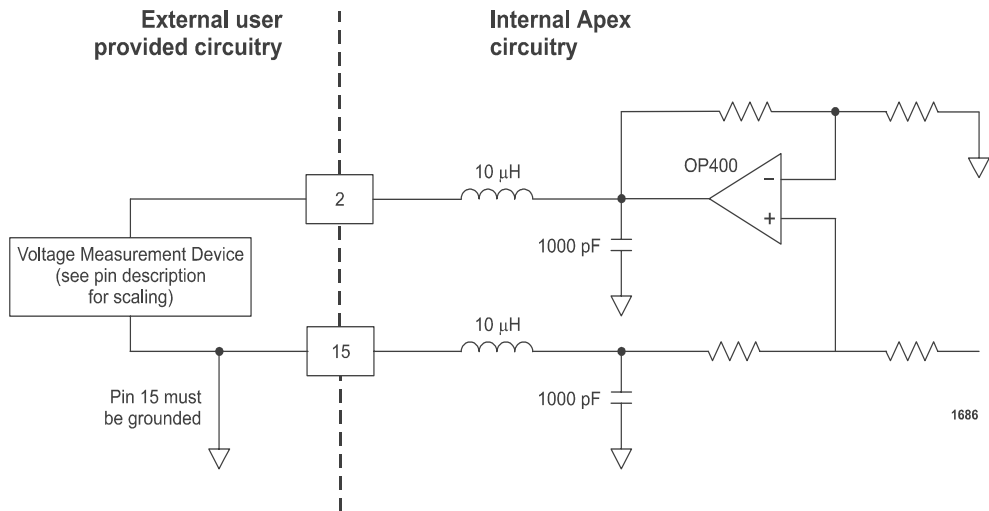 External user
provided circuitry
Internal Apex
circuitry
OP400
10 μH
2
−
+
1000 pF
Voltage Measurement Device
(see pin description
for scaling)
10 μH
15
1000 pF
Pin 15 must
be grounded
1686